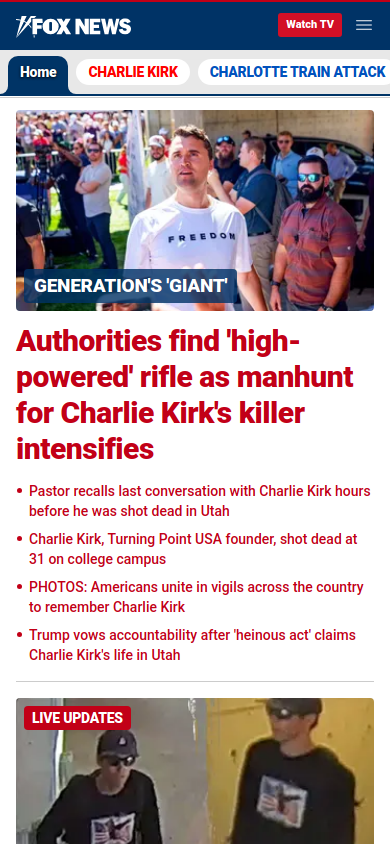 FOX NEWS
Watch TV
Home
CHARLIE KIRK
CHARLOTTE TRAIN ATTACK
FREEDOM
GENERATION'S 'GIANT'
Authorities find 'high-
powered' rifle as manhunt
for Charlie Kirk's killer
intensifies
• Pastor recalls last conversation with Charlie Kirk hours
before he was shot dead in Utah
• Charlie Kirk, Turning Point USA founder, shot dead at
31 on college campus
• PHOTOS: Americans unite in vigils across the country
to remember Charlie Kirk
• Trump vows accountability after 'heinous act' claims
Charlie Kirk's life in Utah
LIVE UPDATES